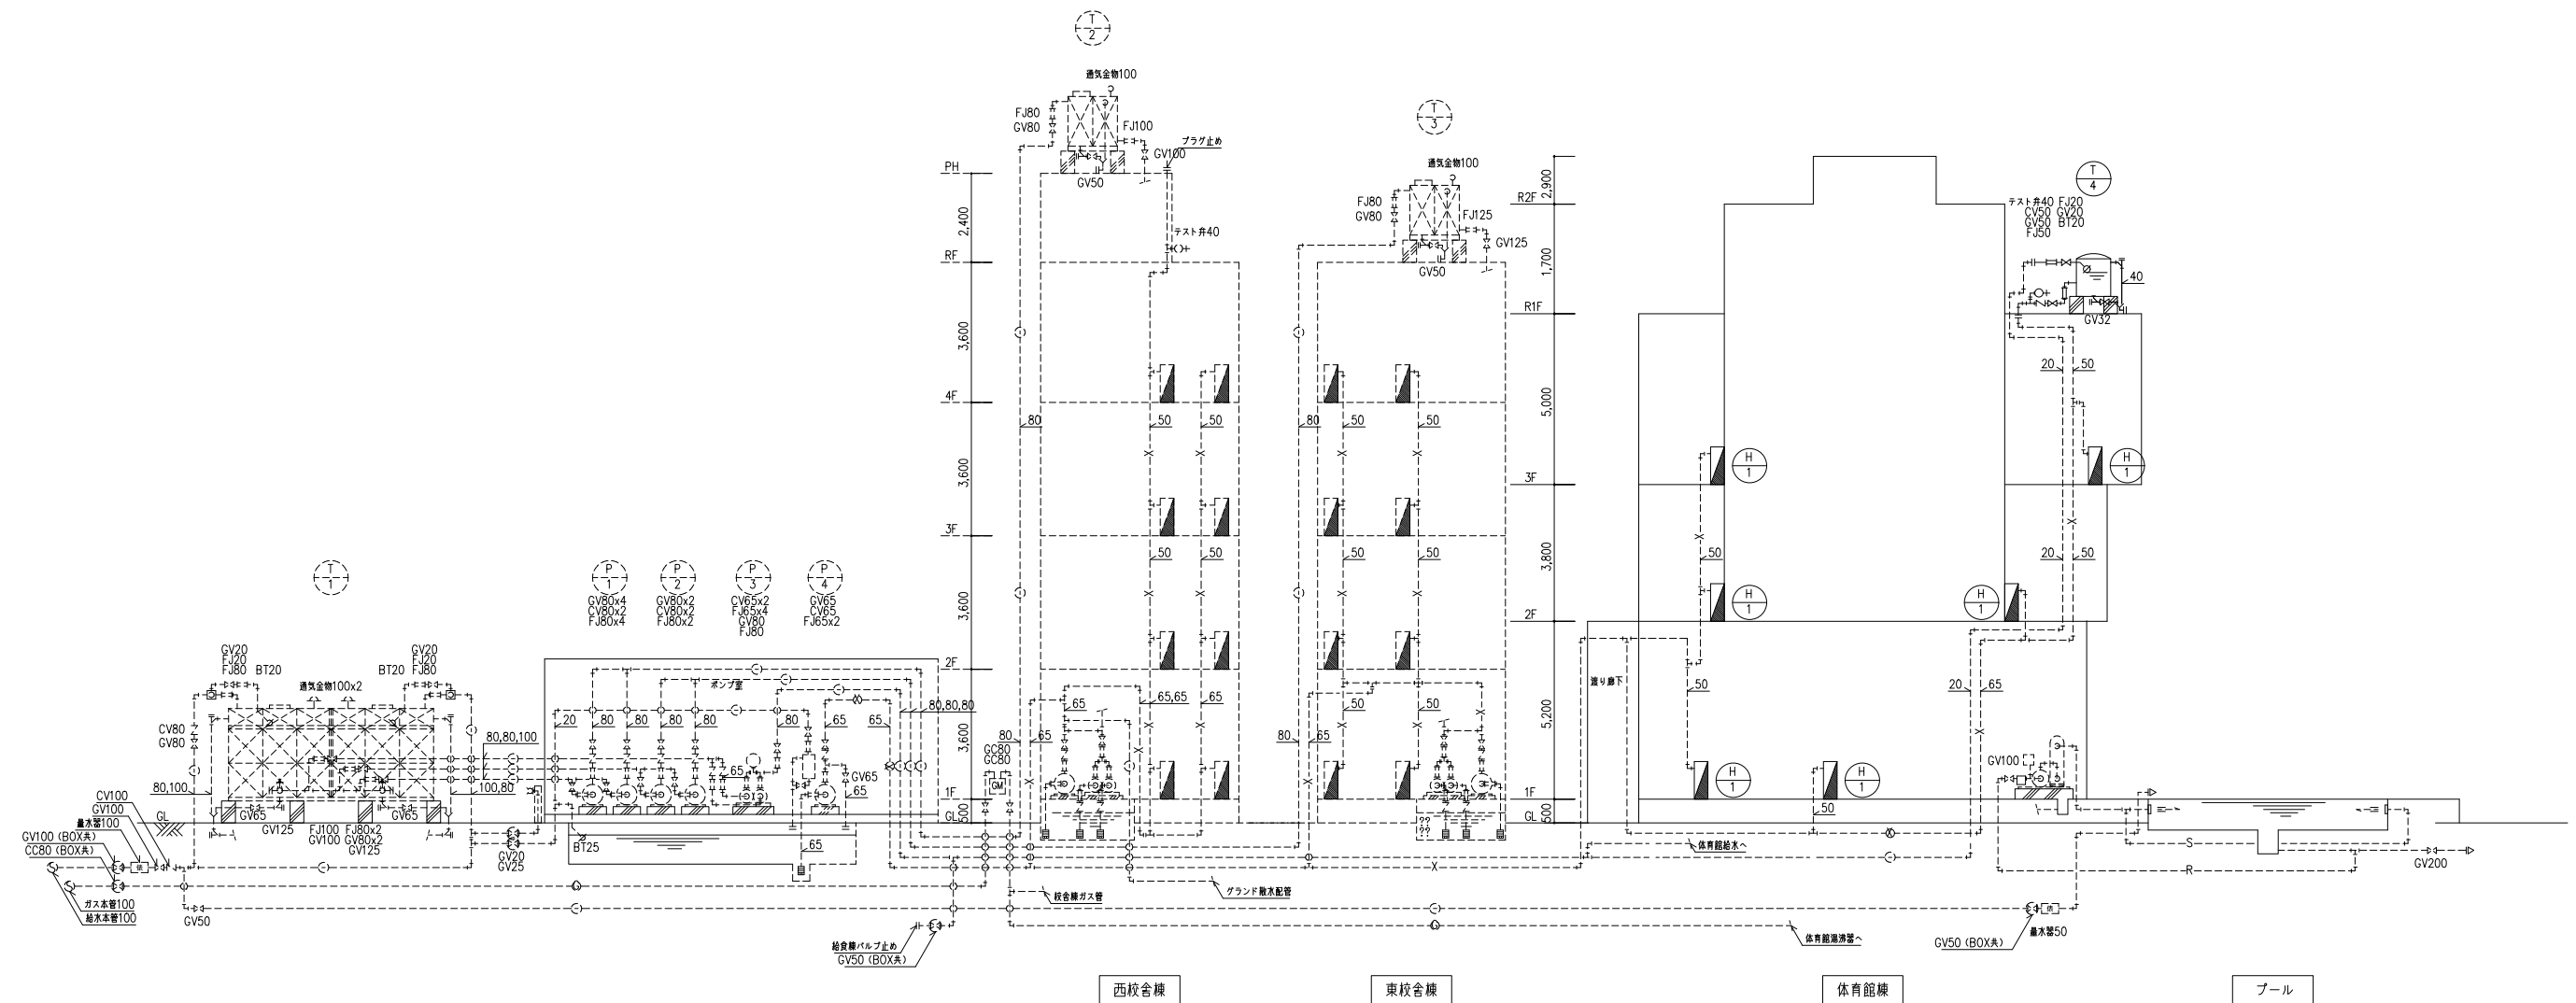 T
2
通気金物100
FJ80
GV80
FJ100
GV100
プラグ止め
GV50
PH
2,400
テスト弁40
RF
3,600
4F
80
50
50
3,600
3F
50
50
3,600
2F
65
65,65
65
3,600
80
65
GC80
GC80
GM
1F
500
GL
T
3
通気金物100
FJ80
GV80
FJ125
GV125
GV50
80
50
50
50
50
50
50
80
65
2,900
R2F
1,700
R1F
5,000
3F
3,800
2F
5,200
1F
500
GL
T
4
テスト弁40 FJ20
CV50 GV20
GV50 BT20
FJ50
40
GV32
20
50
H
1
H
1
50
20
50
H
1
H
1
渡り廊下
50
20
65
H
1
H
1
50
GV100
体育館給水へ
S
R
GV200
T
1
GV20
FJ20
FJ80
BT20
通気金物100x2
BT20
GV20
FJ20
FJ80
CV80
GV80
80,100
80,80,100
100,80
GL
GV65
GV125
FJ100
GV100
FJ80x2
GV80x2
GV125
GV65
CV100
GV100
量水器100
GV100 (BOX共)
CC80 (BOX共)
ガス本管100
給水本管100
GV50
GV20
GV25
P
1
GV80x4
CV80x2
FJ80x4
P
2
GV80x2
CV80x2
FJ80x2
P
3
CV65x2
FJ65x4
GV80
FJ80
P
4
GV65
CV65
FJ65x2
ポンプ室
20
80
80
80
80
80
65
65
80,80,80
65
GV65
65
BT25
65
X
校舎棟ガス管
グランド散水配管
給食棟バルブ止め
GV50 (BOX共)
体育館湯沸器へ
GV50 (BOX共)
量水器50
西校舎棟
東校舎棟
体育館棟
プール